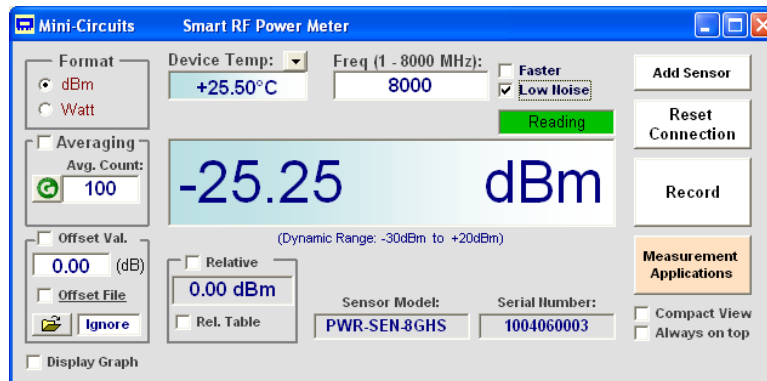 Mini-Circuits Smart RF Power Meter
Format
dBm
Watt
Device Temp:
+25.50°C
Freq (1 - 8000 MHz):
8000
Faster
Low Noise
Reading
Add Sensor
Reset
Connection
Record
Measurement
Applications
Averaging
Avg. Count:
100
-25.25 dBm
(Dynamic Range: -30dBm to +20dBm)
Offset Val.
0.00 (dB)
Offset File
Ignore
Relative
0.00 dBm
Rel. Table
Sensor Model:
PWR-SEN-8GHS
Serial Number:
1004060003
Compact View
Always on top
Display Graph